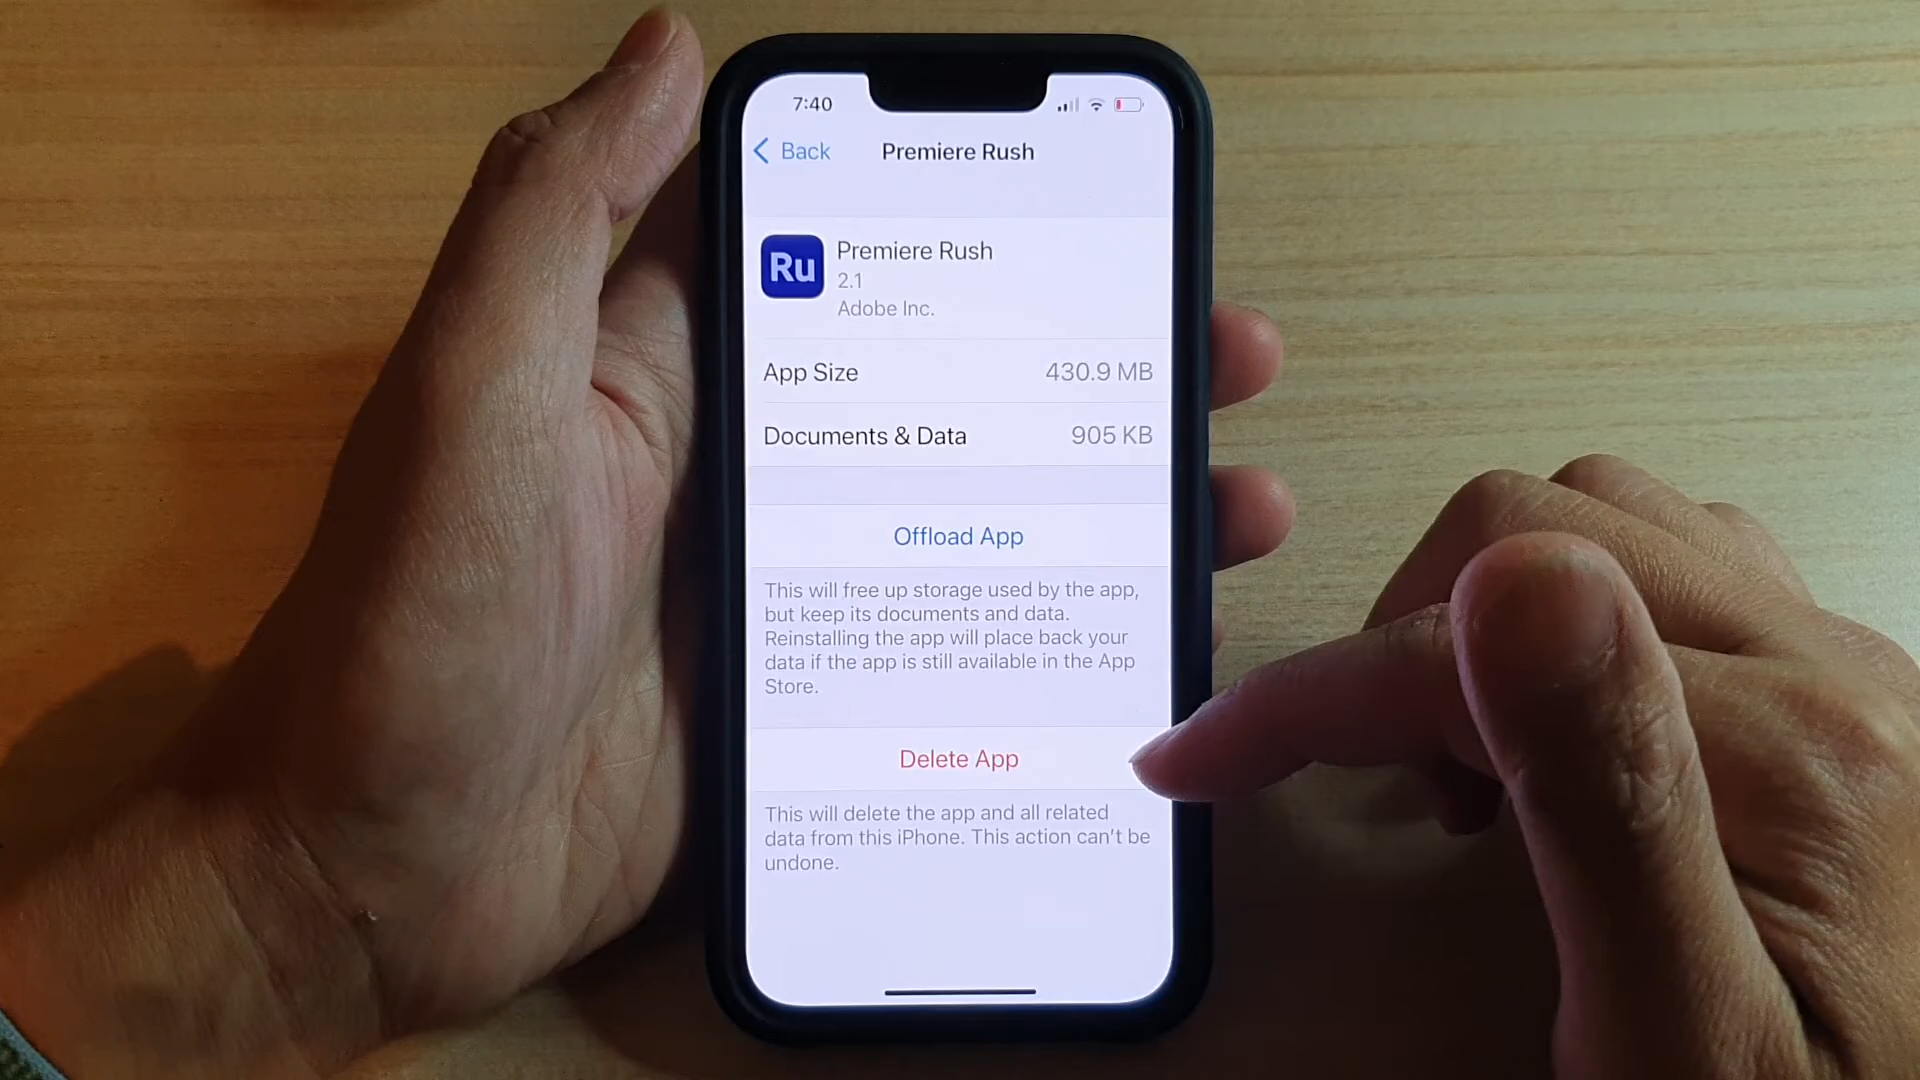 7:40
Back
Premiere Rush
Ru
Premiere Rush
2.1
Adobe Inc.
App Size 430.9 MB
Documents & Data 905 KB
Offload App
This will free up storage used by the app,
but keep its documents and data.
Reinstalling the app will place back your
data if the app is still available in the App
Store.
Delete App
This will delete the app and all related
data from this iPhone. This action can't be
undone.